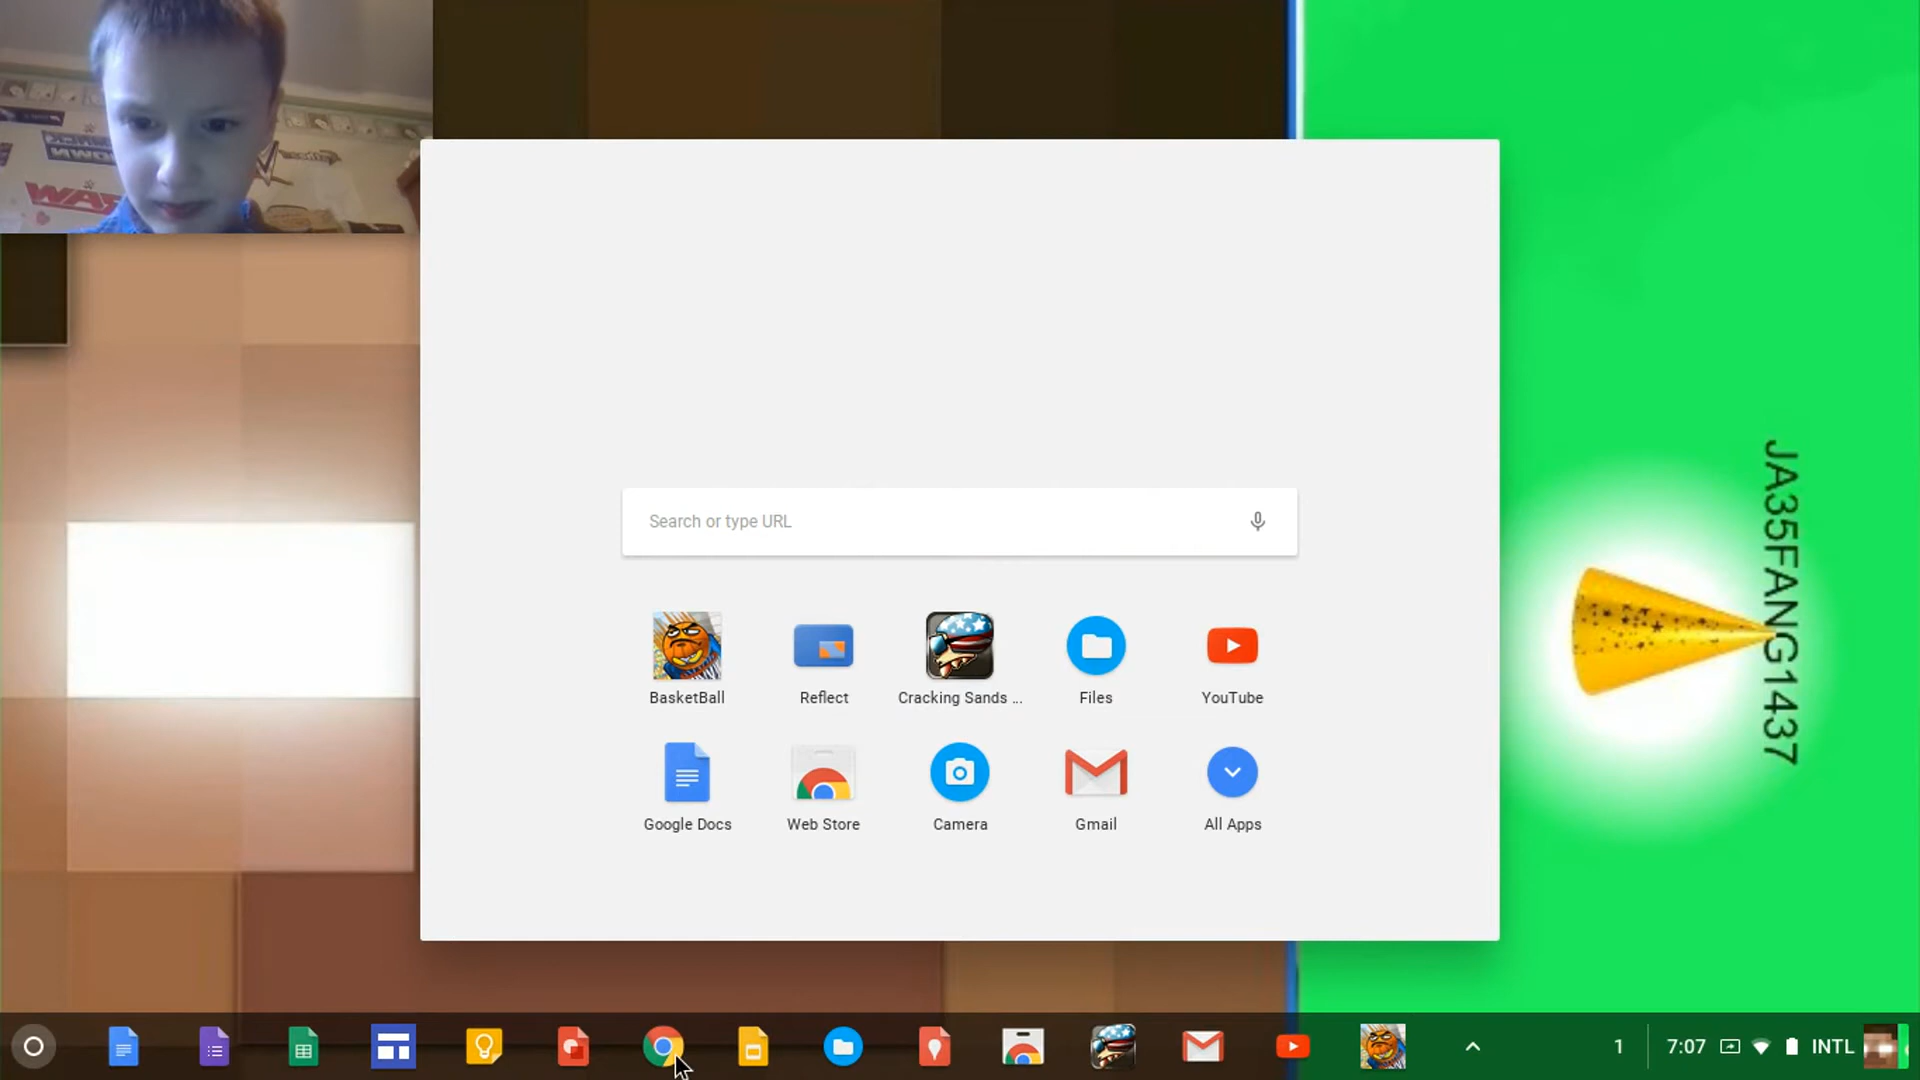 Search or type URL
BasketBall
Reflect
Cracking Sands ...
Files
YouTube
Google Docs
Web Store
Camera
Gmail
All Apps
JA35FANG1437
1
7:07
INTL